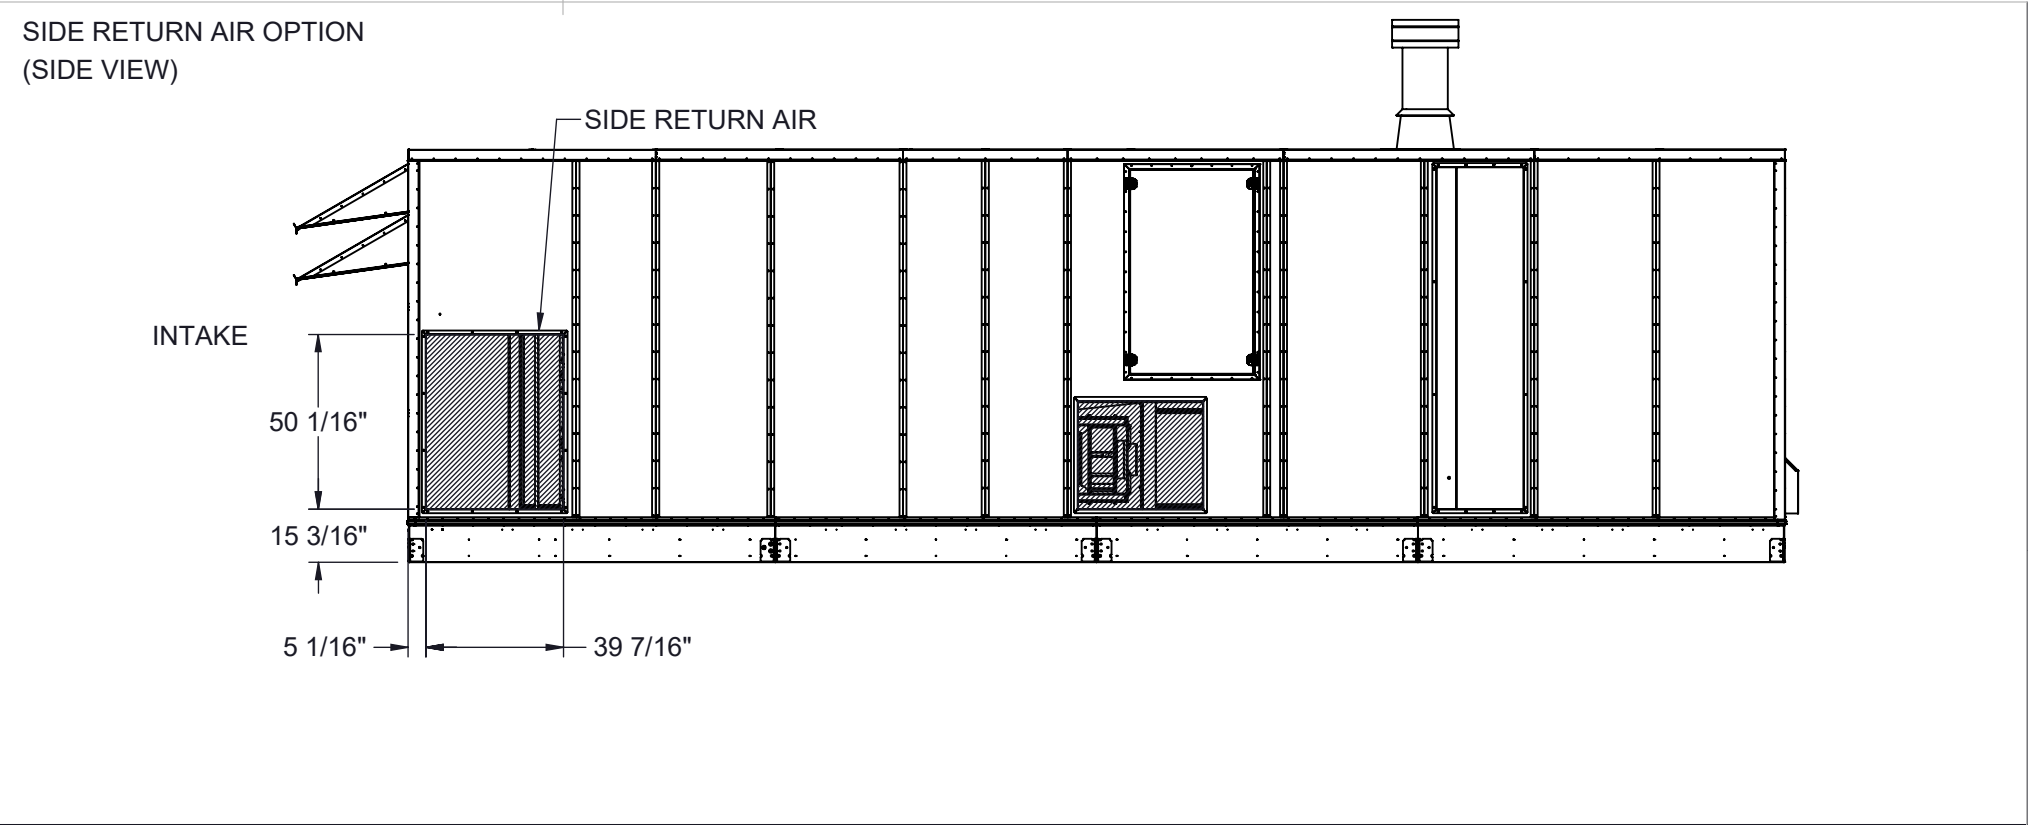 SIDE RETURN AIR OPTION
(SIDE VIEW)
SIDE RETURN AIR
INTAKE
50 1/16"
15 3/16"
5 1/16"
39 7/16"